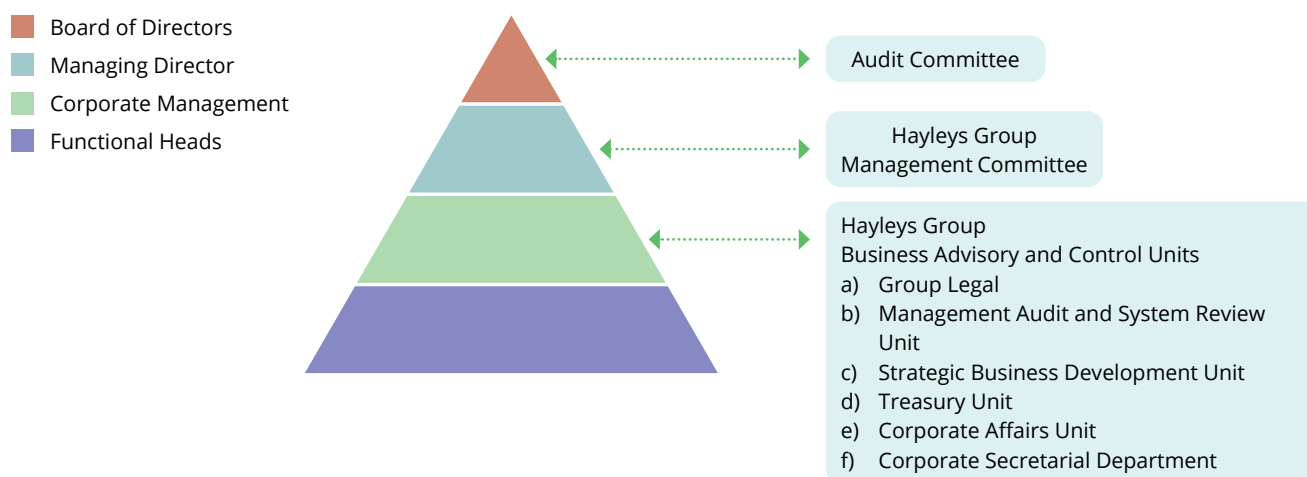 Board of Directors
Managing Director
Corporate Management
Functional Heads
Audit Committee
Hayleys Group
Management Committee
Hayleys Group
Business Advisory and Control Units
a) Group Legal
b) Management Audit and System Review
Unit
c) Strategic Business Development Unit
d) Treasury Unit
e) Corporate Affairs Unit
f) Corporate Secretarial Department